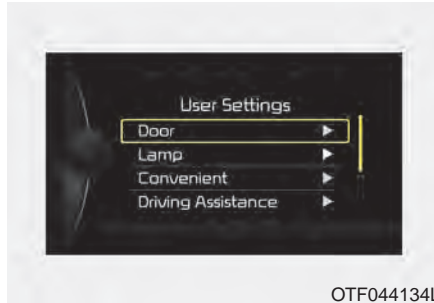 User Settings
Door
Lamp
Convenient
Driving Assistance
OTF044134L